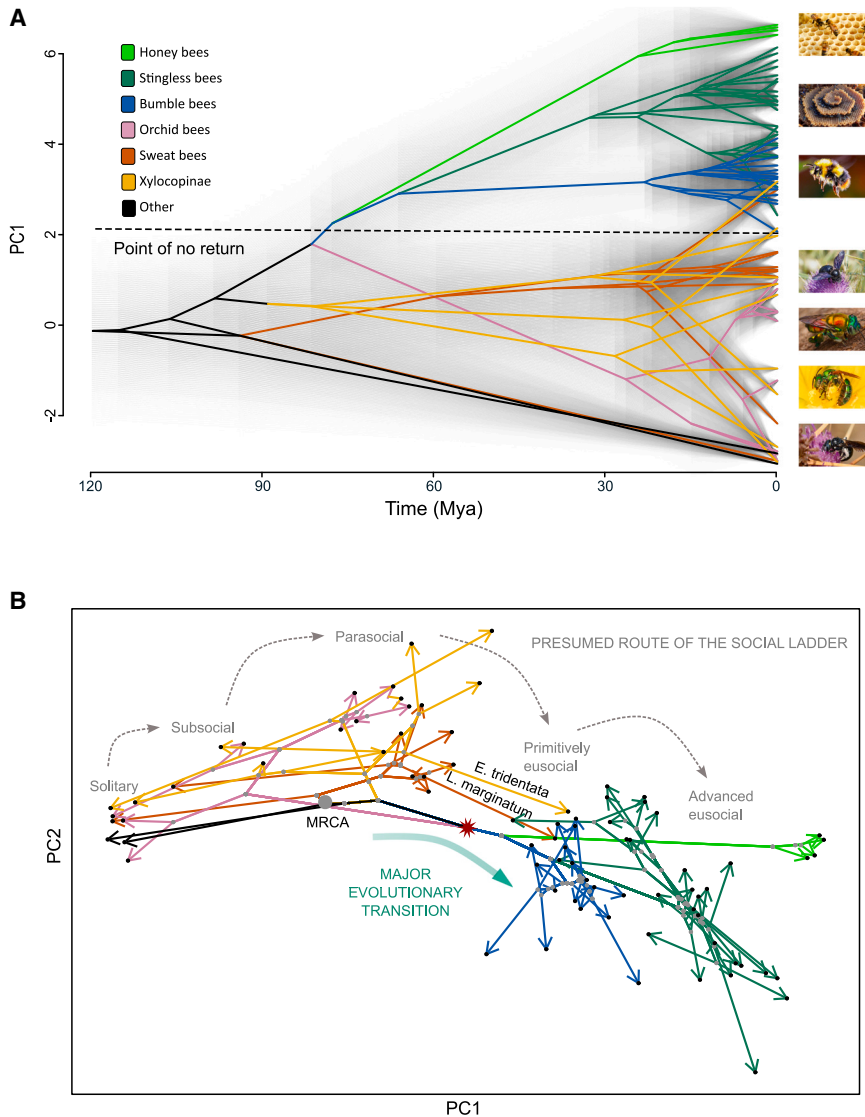 A
6
4
2
0
-2
PC1
Honey bees
Stingless bees
Bumble bees
Orchid bees
Sweat bees
Xylocopinae
Other
Point of no return
120
90
60
30
0
Time (Mya)
B
Parasocial
PRESUMED ROUTE OF THE SOCIAL LADDER
Subsocial
Solitary
Primitively
eusocial
E. tridentata
L. marginatum
Advanced
eusocial
MRCA
MAJOR
EVOLUTIONARY
TRANSITION
PC2
PC1